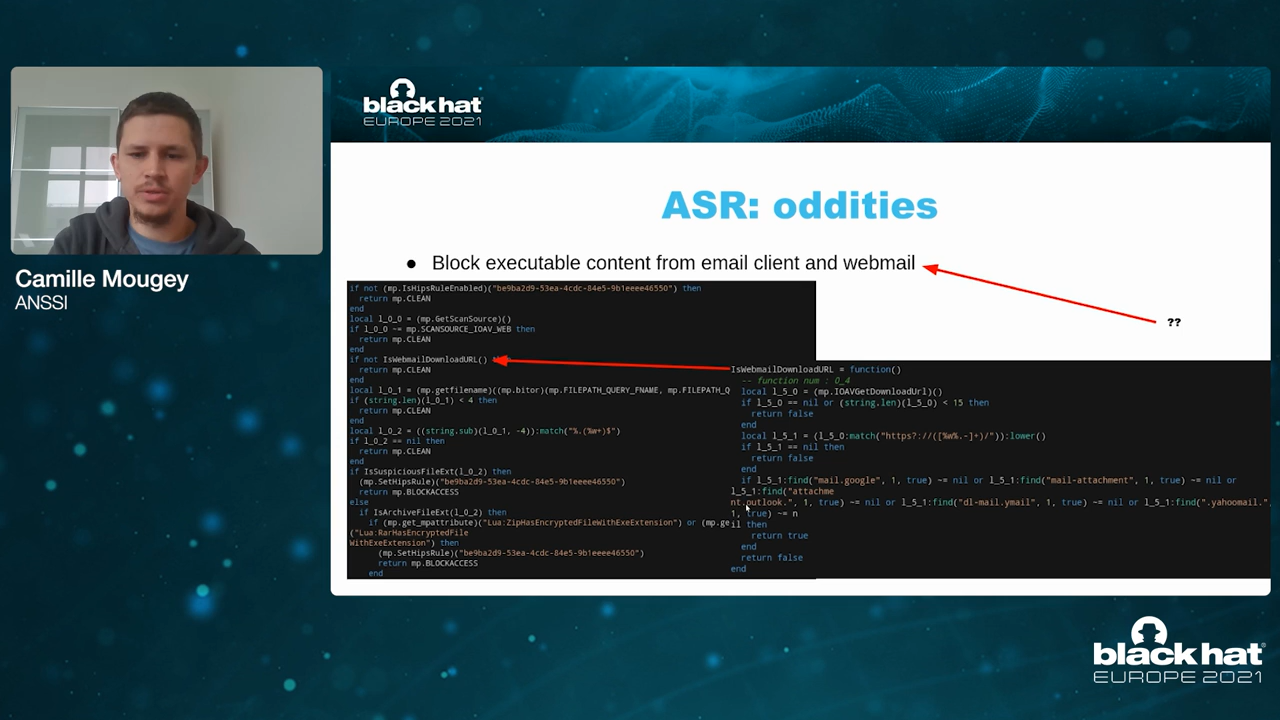 black hat
EUROPE 2021
Camille Mougey
ANSSI
ASR: oddities
● Block executable content from email client and webmail
??
if not (mp.IsHipsRuleEnabled)("be9ba2d9-53ea-4cdc-84e5-9b1eeee46550") then
return mp.CLEAN
end
local l_0_0 = (mp.GetScanSource)()
if l_0_0 ~= mp.SCANSOURCE_IOAV_WEB then
return mp.CLEAN
end
if not IsWebmailDownloadURL() then
return mp.CLEAN
end
local l_0_1 = (mp.getfilename)((mp.bitor)(mp.FILEPATH_QUERY_FNAME, mp.FILEPATH_Q
if (string.len)(l_0_1) < 4 then
return mp.CLEAN
end
local l_0_2 = ((string.sub)(l_0_1, -4)):match("%.(%w+)$")
if l_0_2 == nil then
return mp.CLEAN
end
if IsSuspiciousFileExt(l_0_2) then
(mp.SetHipsRule)("be9ba2d9-53ea-4cdc-84e5-9b1eeee46550")
return mp.BLOCKACCESS
else
if IsArchiveFileExt(l_0_2) then
if (mp.get_mpattribute)("Lua:ZipHasEncryptedFileWithExeExtension") or (mp.ge
("Lua:RarHasEncryptedFile
WithExeExtension") then
(mp.SetHipsRule)("be9ba2d9-53ea-4cdc-84e5-9b1eeee46550")
return mp.BLOCKACCESS
end
IsWebmailDownloadURL = function()
-- function num : 0_4
local l_5_0 = (mp.IOAVGetDownloadUrl)()
if l_5_0 == nil or (string.len)(l_5_0) < 15 then
return false
end
local l_5_1 = (l_5_0:match("https?://([%w%.-]+)/")):lower()
if l_5_1 == nil then
return false
end
if l_5_1:find("mail.google", 1, true) ~= nil or l_5_1:find("mail-attachment", 1, true) ~= nil or
l_5_1:find("attachme
nt.outlook.", 1, true) ~= nil or l_5_1:find("dl-mail.ymail", 1, true) ~= nil or l_5_1:find(".yahoomail.",
1, true) ~= n
il then
return true
end
return false
end
black hat
EUROPE 2021